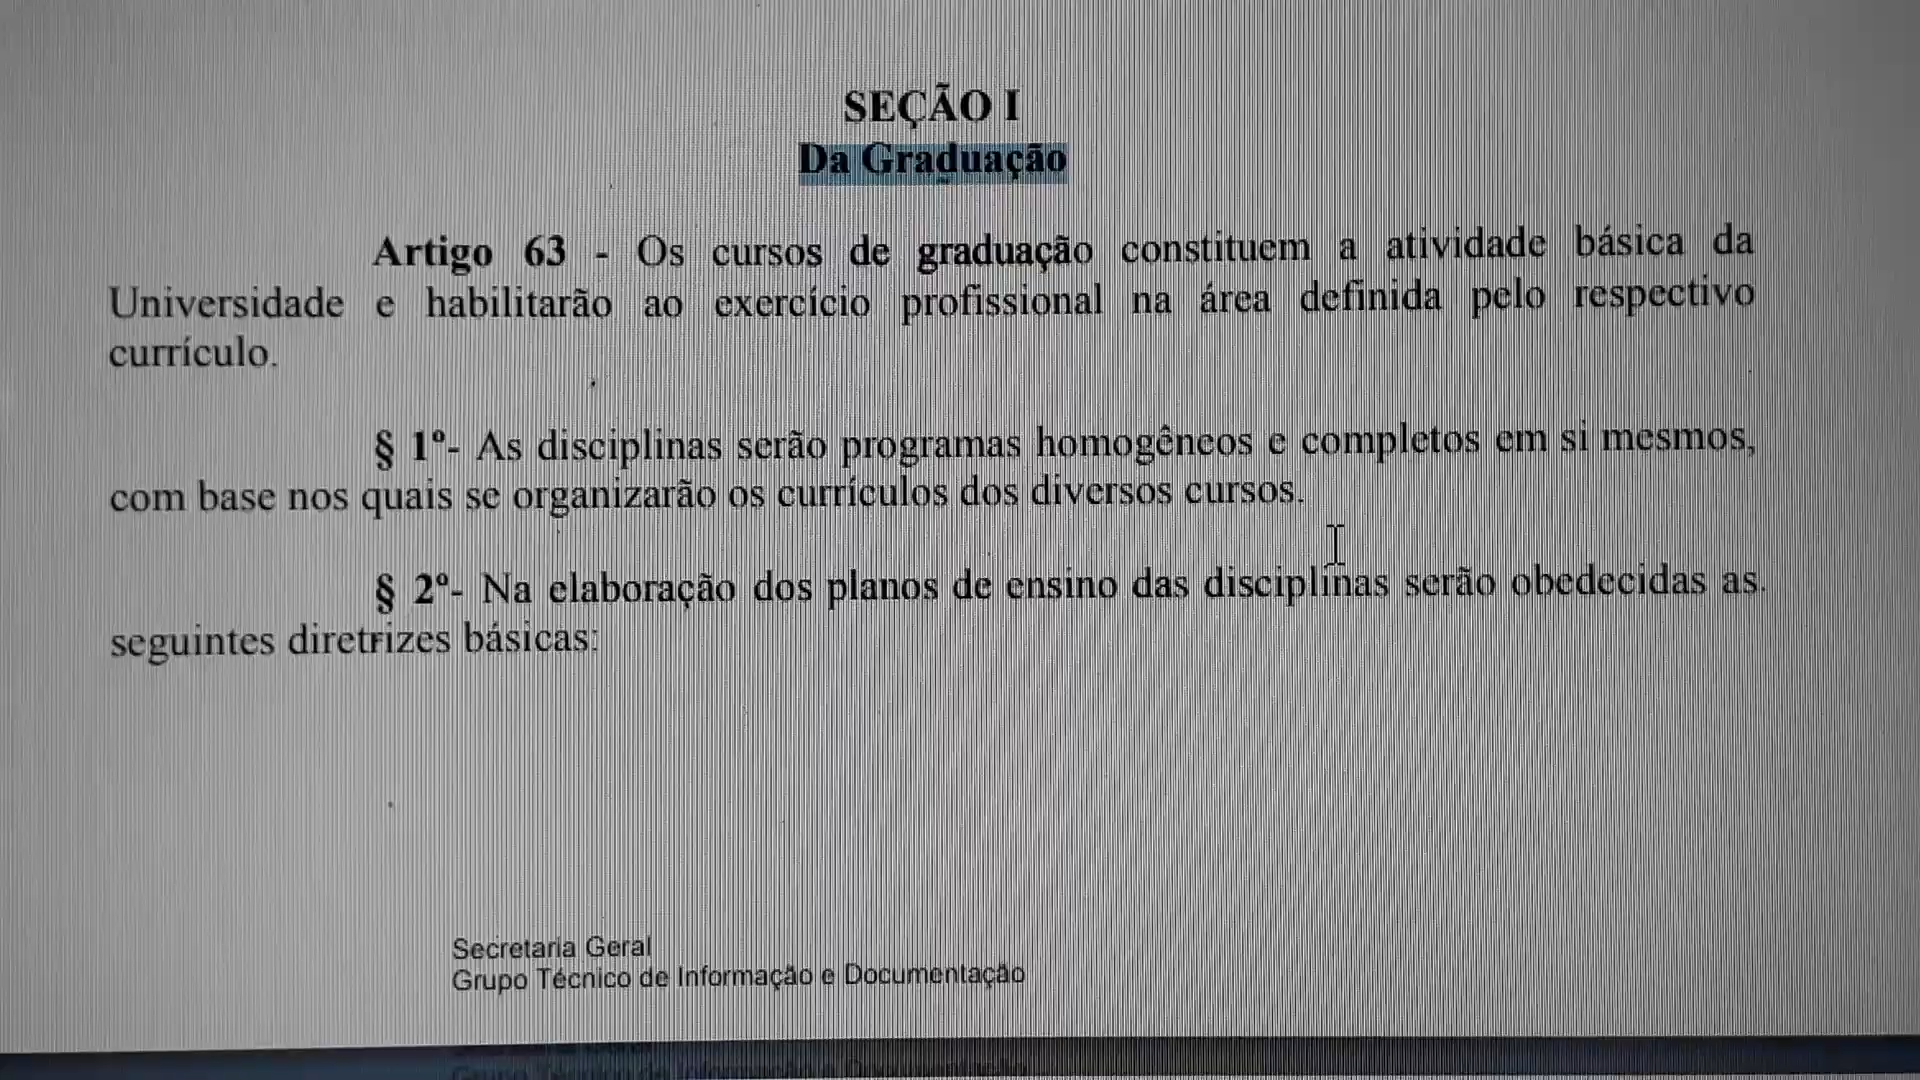 SEÇÃO I
Da Graduação
Artigo 63 - Os cursos de graduação constituem a atividade básica da
Universidade e habilitarão ao exercício profissional na área definida pelo respectivo
currículo.
§ 1º- As disciplinas serão programas homogêneos e completos em si mesmos,
com base nos quais se organizarão os currículos dos diversos cursos.
§ 2º- Na elaboração dos planos de ensino das disciplinas serão obedecidas as
seguintes diretrizes básicas:
Secretaria Geral
Grupo Técnico de Informação e Documentação